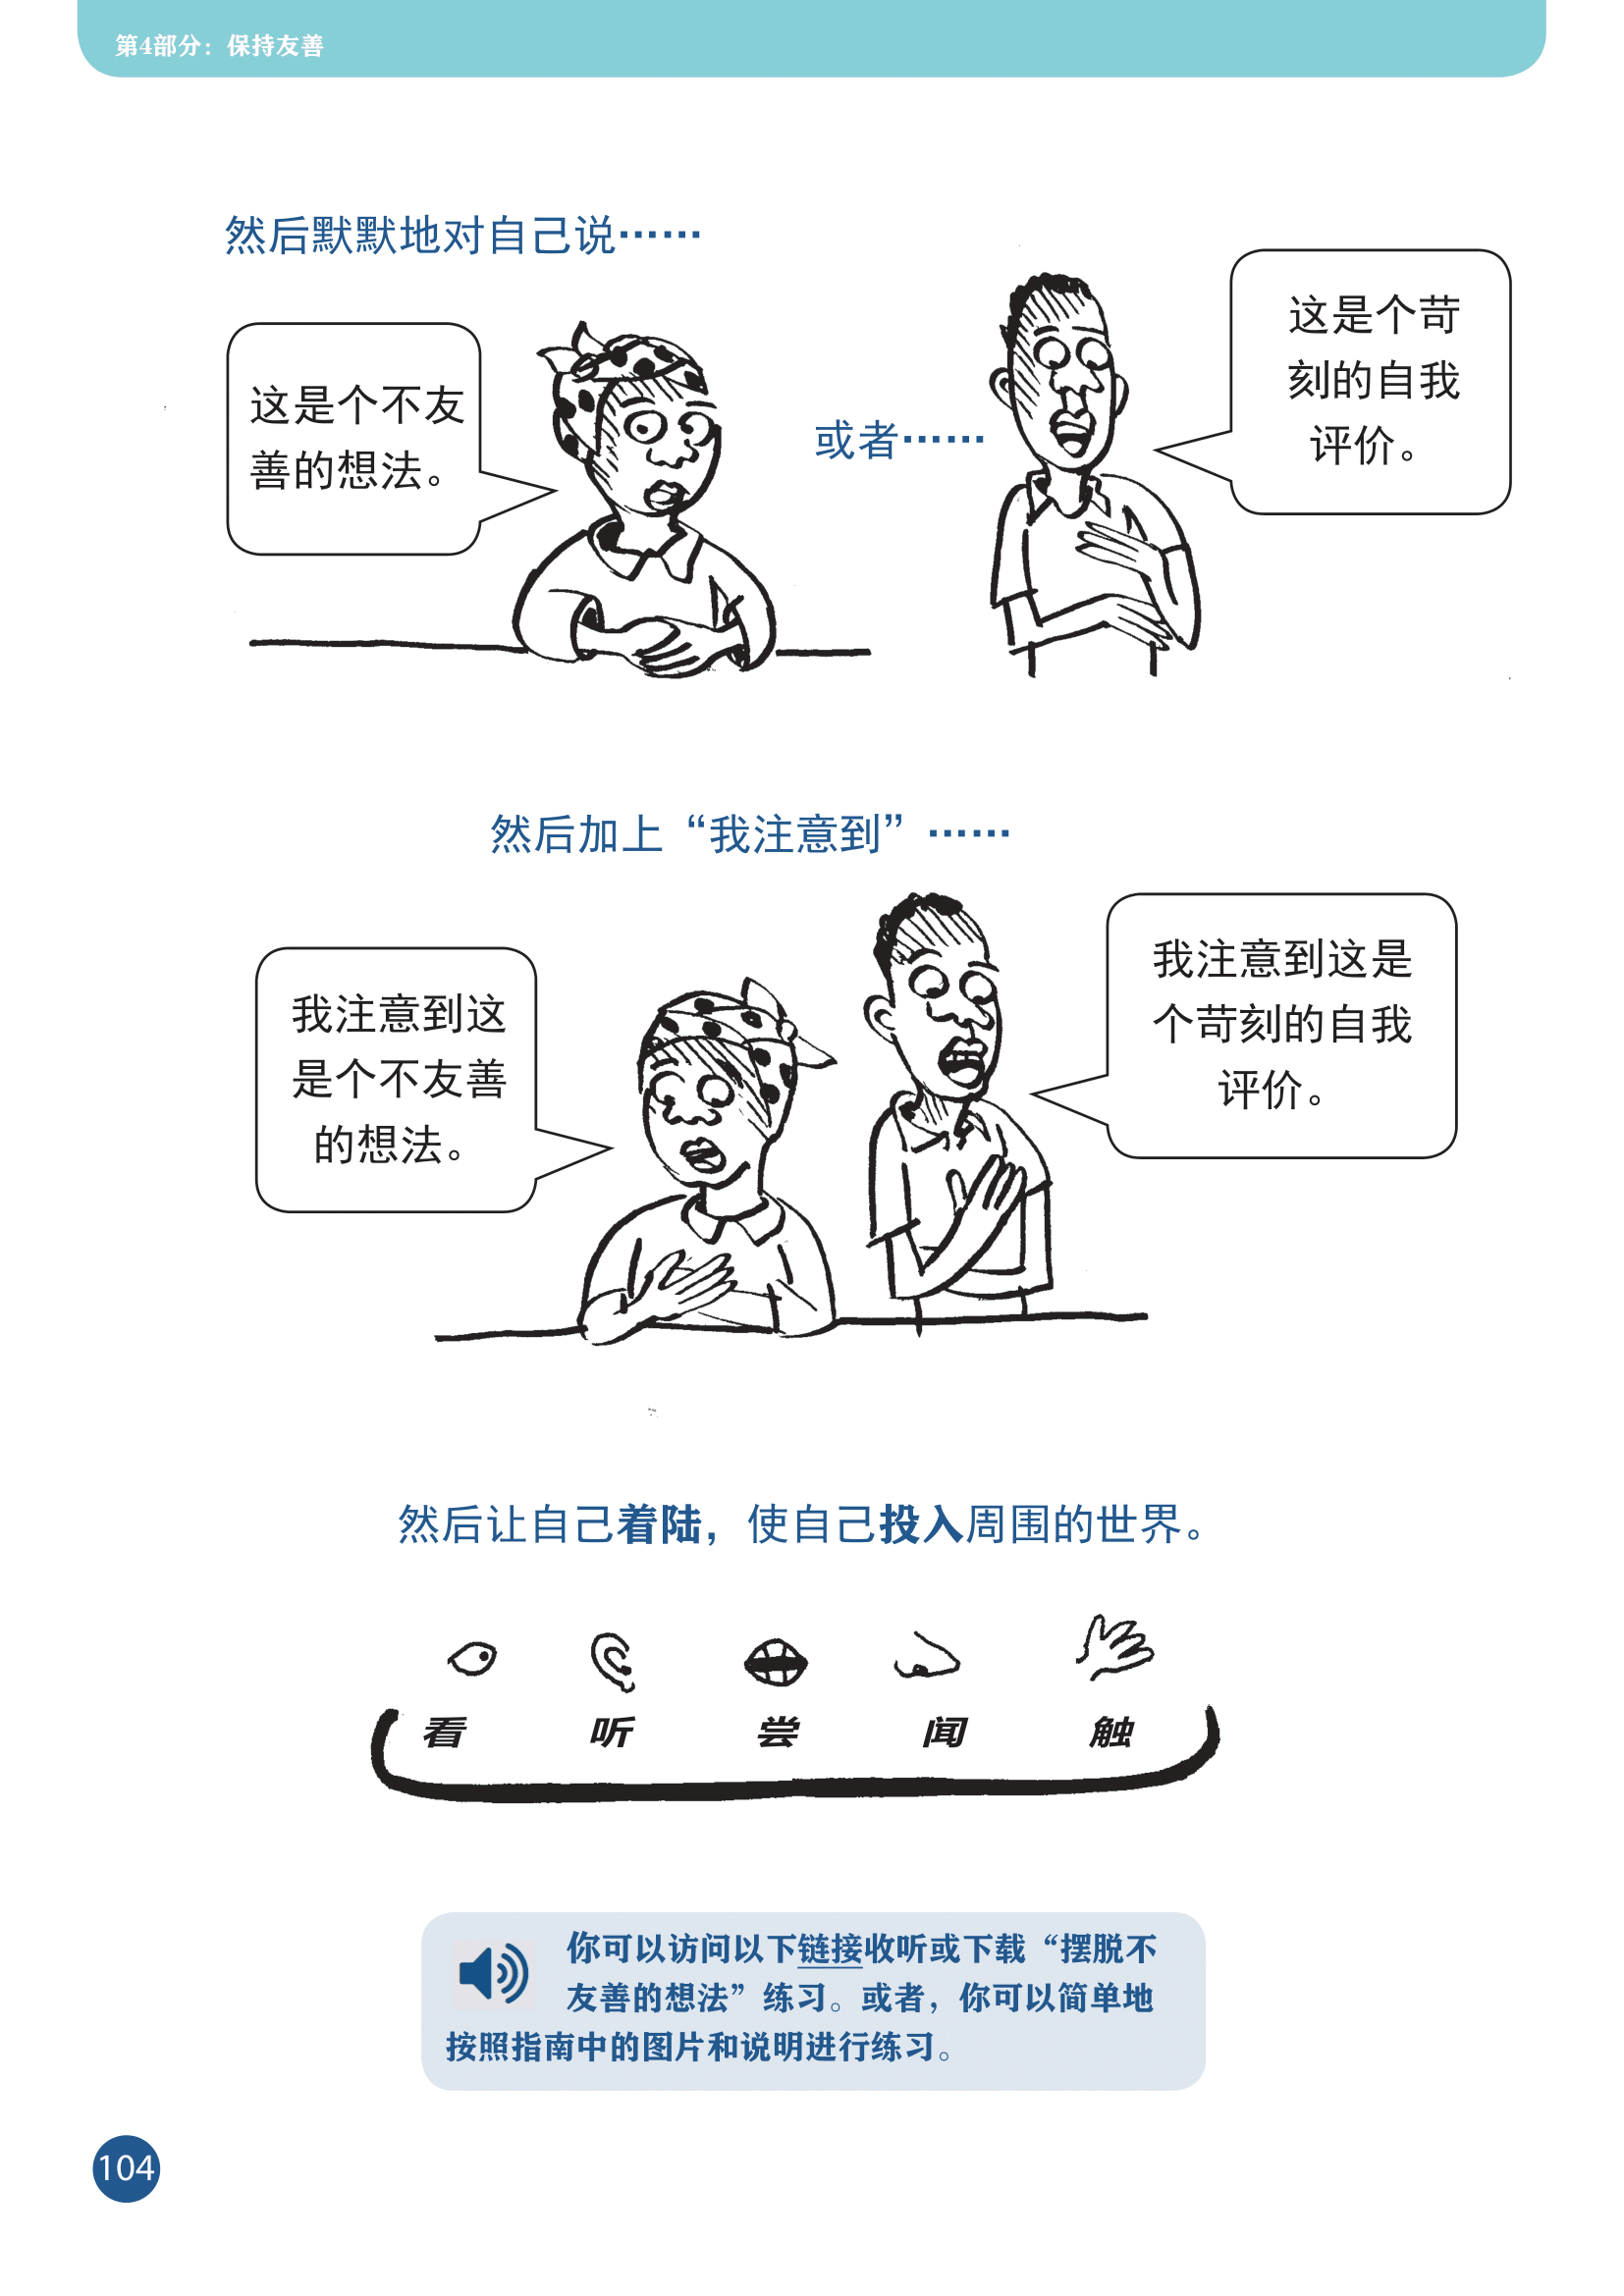 第4部分：保持友善
然后默默地对自己说……
这是个不友
善的想法。
或者……
这是个苛
刻的自我
评价。
然后加上“我注意到”……
我注意到这
是个不友善
的想法。
我注意到这是
个苛刻的自我
评价。
然后让自己着陆，使自己投入周围的世界。
看 听 尝 闻 触
你可以访问以下链接收听或下载“摆脱不
友善的想法”练习。或者，你可以简单地
按照指南中的图片和说明进行练习。
104